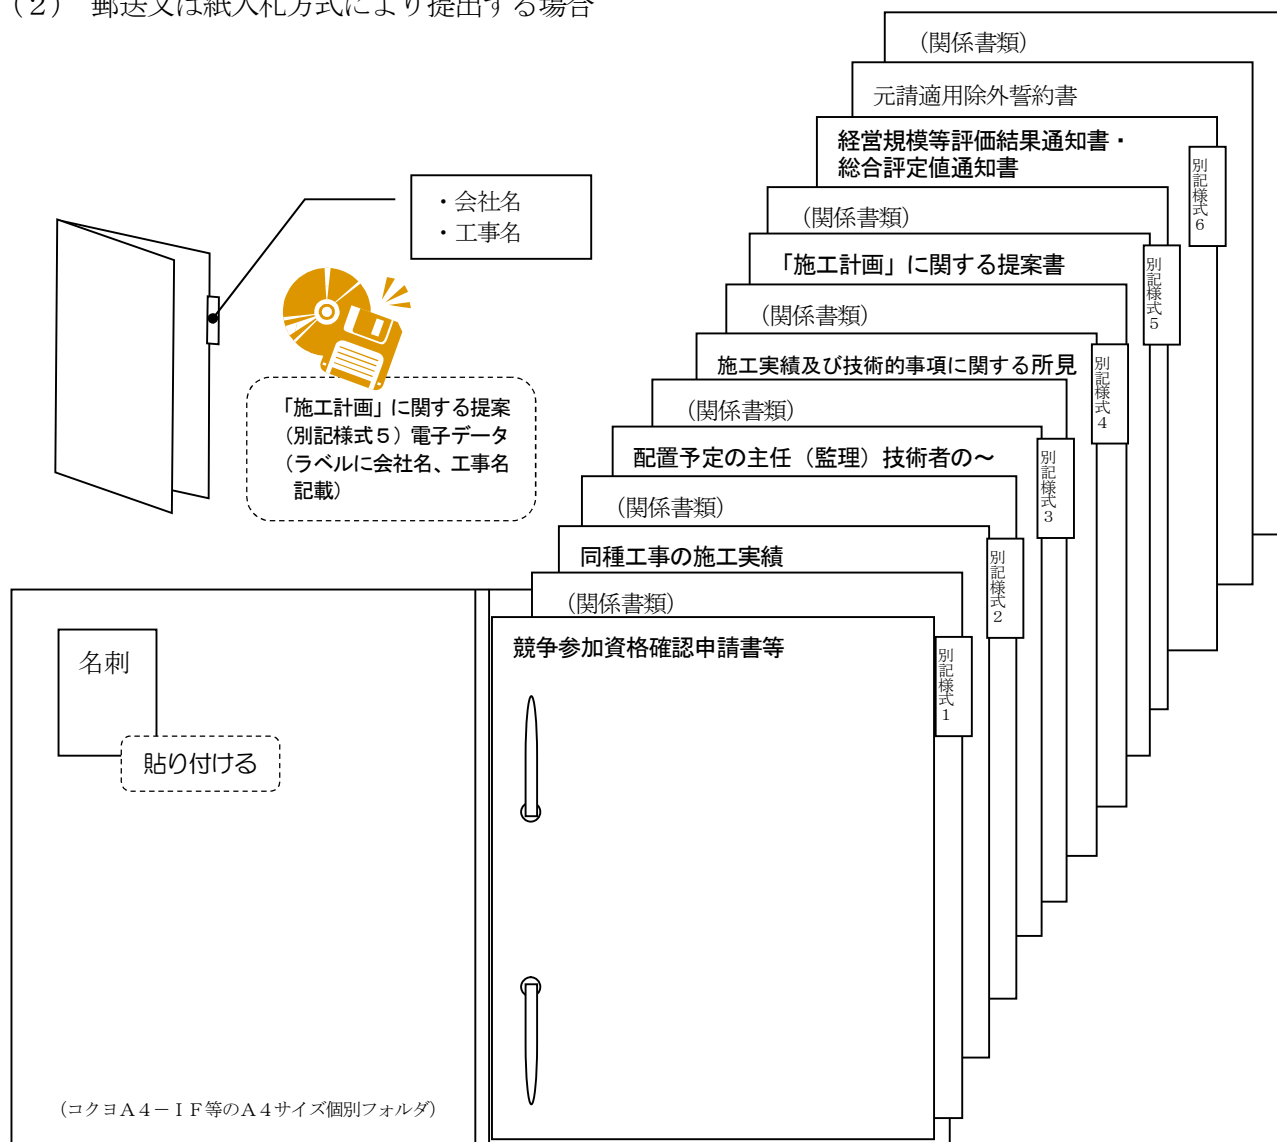 （２）　郵送又は紙入札方式により提出する場合
（関係書類）
元請適用除外誓約書
経営規模等評価結果通知書・
総合評定値通知書
別記様式６
（関係書類）
「施工計画」に関する提案書
別記様式５
（関係書類）
施工実績及び技術的事項に関する所見
別記様式４
（関係書類）
配置予定の主任（監理）技術者の～
別記様式３
（関係書類）
同種工事の施工実績
別記様式２
（関係書類）
競争参加資格確認申請書等
別記様式１
・会社名
・工事名
「施工計画」に関する提案
（別記様式５）電子データ
（ラベルに会社名、工事名
記載）
名刺
貼り付ける
（コクヨＡ４－ＩＦ等のＡ４サイズ個別フォルダ）